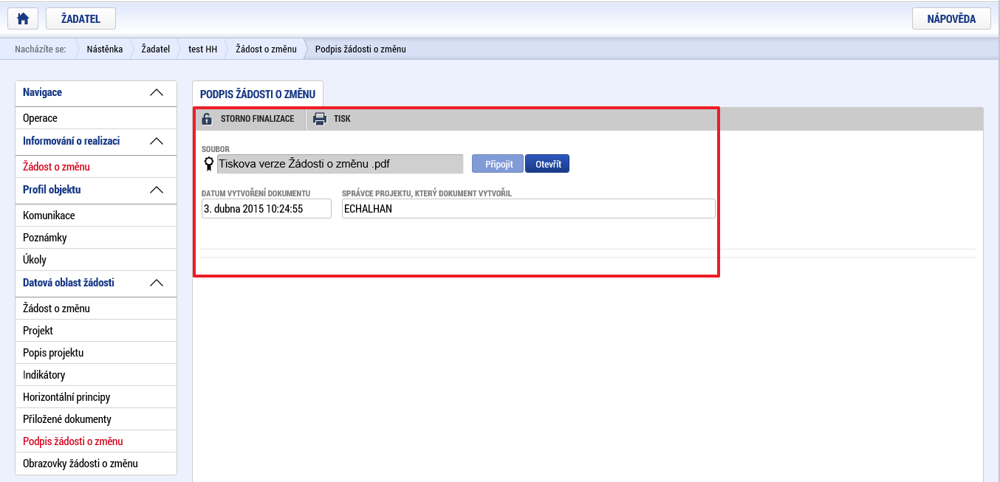 ŽADATEL
NÁPOVĚDA
Nacházíte se: Nástěnka Žadatel test HH Žádost o změnu Podpis žádosti o změnu
Navigace
Operace
Informování o realizaci
Žádost o změnu
Profil objektu
Komunikace
Poznámky
Úkoly
Datová oblast žádosti
Žádost o změnu
Projekt
Popis projektu
Indikátory
Horizontální principy
Přiložené dokumenty
Podpis žádosti o změnu
Obrazovky žádosti o změnu
PODPIS ŽÁDOSTI O ZMĚNU
STORNO FINALIZACE TISK
SOUBOR
Tiskova verze Žádosti o změnu .pdf Připojit Otevřít
DATUM VYTVOŘENÍ DOKUMENTU SPRÁVCE PROJEKTU, KTERÝ DOKUMENT VYTVOŘIL
3. dubna 2015 10:24:55 ECHALHAN